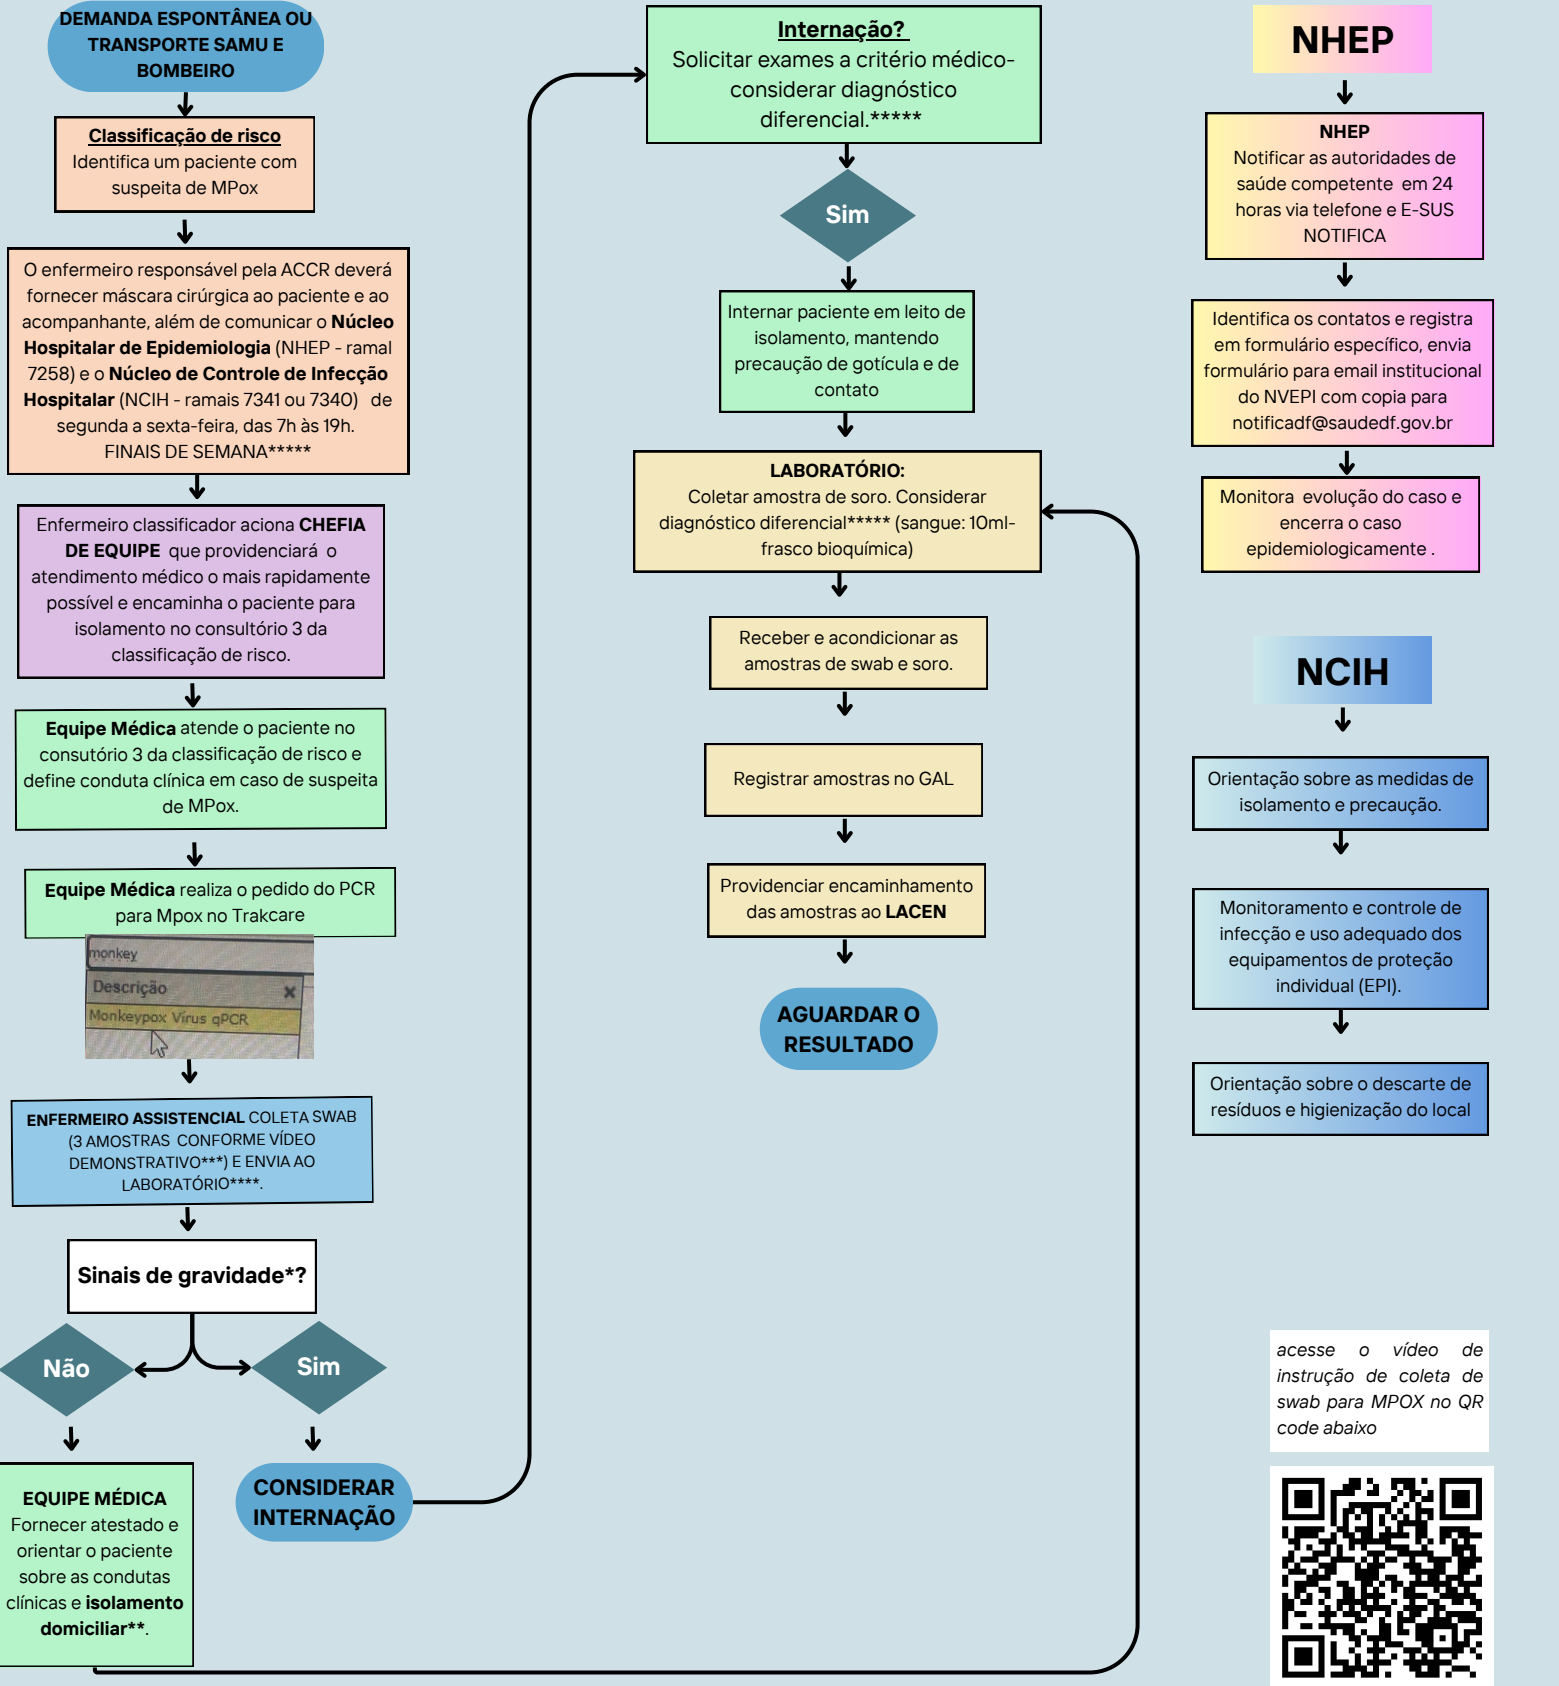 DEMANDA ESPONTÂNEA OU
TRANSPORTE SAMU E
BOMBEIRO
Classificação de risco
Identifica um paciente com
suspeita de MPox
O enfermeiro responsável pela ACCR deverá
fornecer máscara cirúrgica ao paciente e ao
acompanhante, além de comunicar o Núcleo
Hospitalar de Epidemiologia (NHEP - ramal
7258) e o Núcleo de Controle de Infecção
Hospitalar (NCIH - ramais 7341 ou 7340) de
segunda a sexta-feira, das 7h às 19h.
FINAIS DE SEMANA*****
Enfermeiro classificador aciona CHEFIA
DE EQUIPE que providenciará o
atendimento médico o mais rapidamente
possível e encaminha o paciente para
isolamento no consultório 3 da
classificação de risco.
Equipe Médica atende o paciente no
consutório 3 da classificação de risco e
define conduta clínica em caso de suspeita
de MPox.
Equipe Médica realiza o pedido do PCR
para Mpox no Trakcare
monkey
Descrição
Monkeypox Vírus qPCR
ENFERMEIRO ASSISTENCIAL COLETA SWAB
(3 AMOSTRAS CONFORME VÍDEO
DEMONSTRATIVO***) E ENVIA AO
LABORATÓRIO****.
Sinais de gravidade*?
Não
Sim
EQUIPE MÉDICA
Fornecer atestado e
orientar o paciente
sobre as condutas
clínicas e isolamento
domiciliar**.
CONSIDERAR
INTERNAÇÃO
Internação?
Solicitar exames a critério médico-
considerar diagnóstico
diferencial.*****
Sim
Internar paciente em leito de
isolamento, mantendo
precaução de gotícula e de
contato
LABORATÓRIO:
Coletar amostra de soro. Considerar
diagnóstico diferencial***** (sangue: 10ml-
frasco bioquímica)
Receber e acondicionar as
amostras de swab e soro.
Registrar amostras no GAL
Providenciar encaminhamento
das amostras ao LACEN
AGUARDAR O
RESULTADO
NHEP
NHEP
Notificar as autoridades de
saúde competente em 24
horas via telefone e E-SUS
NOTIFICA
Identifica os contatos e registra
em formulário específico, envia
formulário para email institucional
do NVEPI com copia para
notificadf@saudedf.gov.br
Monitora evolução do caso e
encerra o caso
epidemiologicamente .
NCIH
Orientação sobre as medidas de
isolamento e precaução.
Monitoramento e controle de
infecção e uso adequado dos
equipamentos de proteção
individual (EPI).
Orientação sobre o descarte de
resíduos e higienização do local
acesse o vídeo de
instrução de coleta de
swab para MPOX no QR
code abaixo